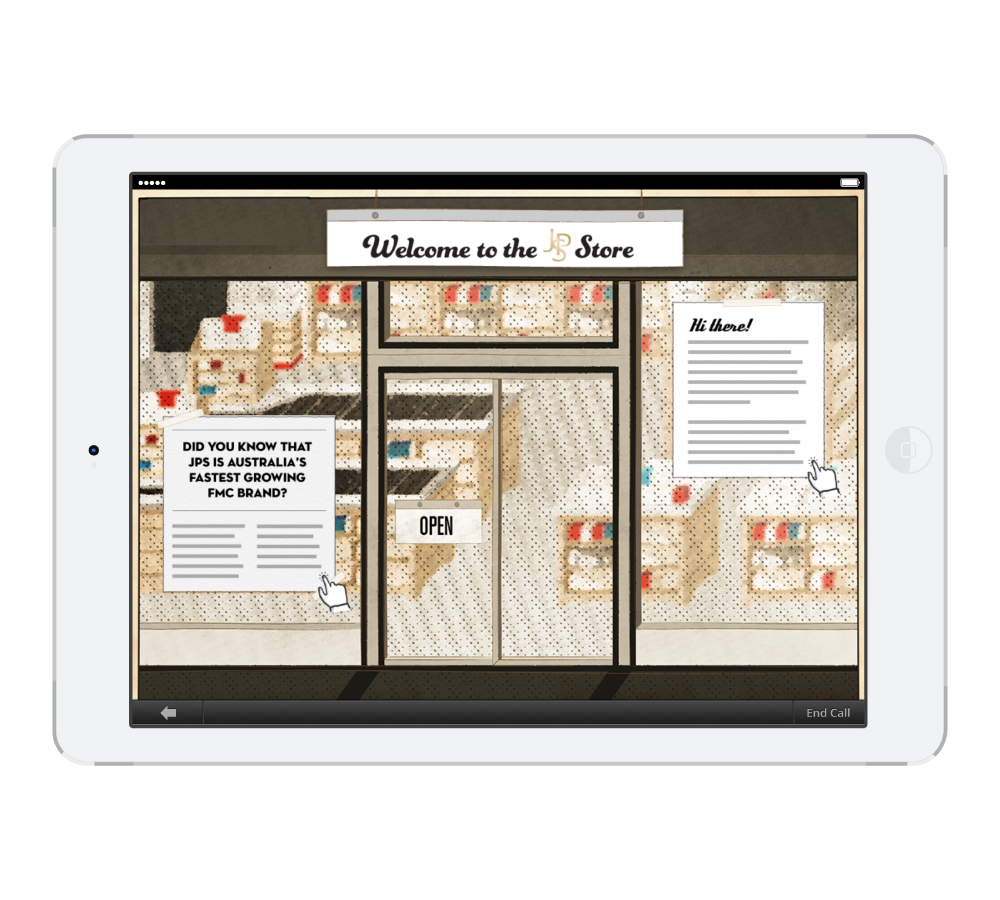 Welcome to the JPS Store
Hi there!
DID YOU KNOW THAT
JPS IS AUSTRALIA'S
FASTEST GROWING
FMC BRAND?
OPEN
End Call